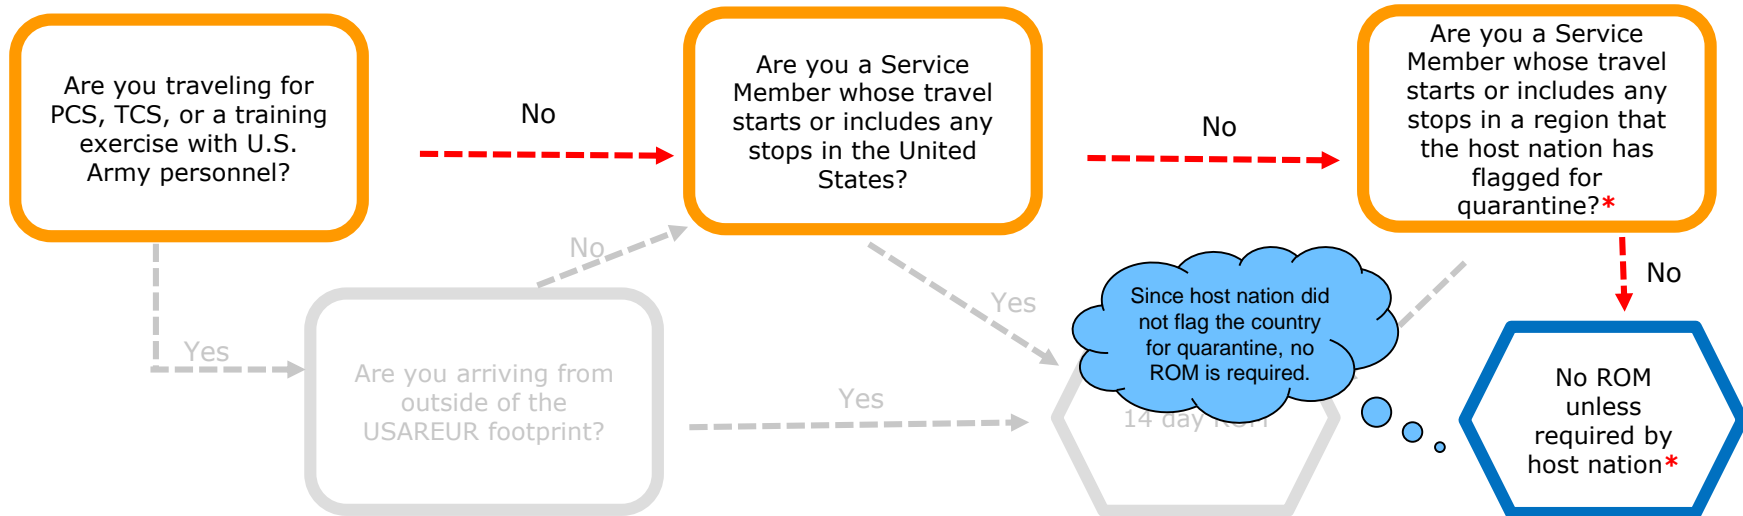 Are you traveling for
PCS, TCS, or a training
exercise with U.S.
Army personnel?
No
Are you a Service
Member whose travel
starts or includes any
stops in the United
States?
No
Are you a Service
Member whose travel
starts or includes any
stops in a region that
the host nation has
flagged for
quarantine?*
Yes
Are you arriving from
outside of the
USAREUR footprint?
No
Yes
Yes
Since host nation did
not flag the country
for quarantine, no
ROM is required.
14 day ROM
No
No ROM
unless
required by
host nation*